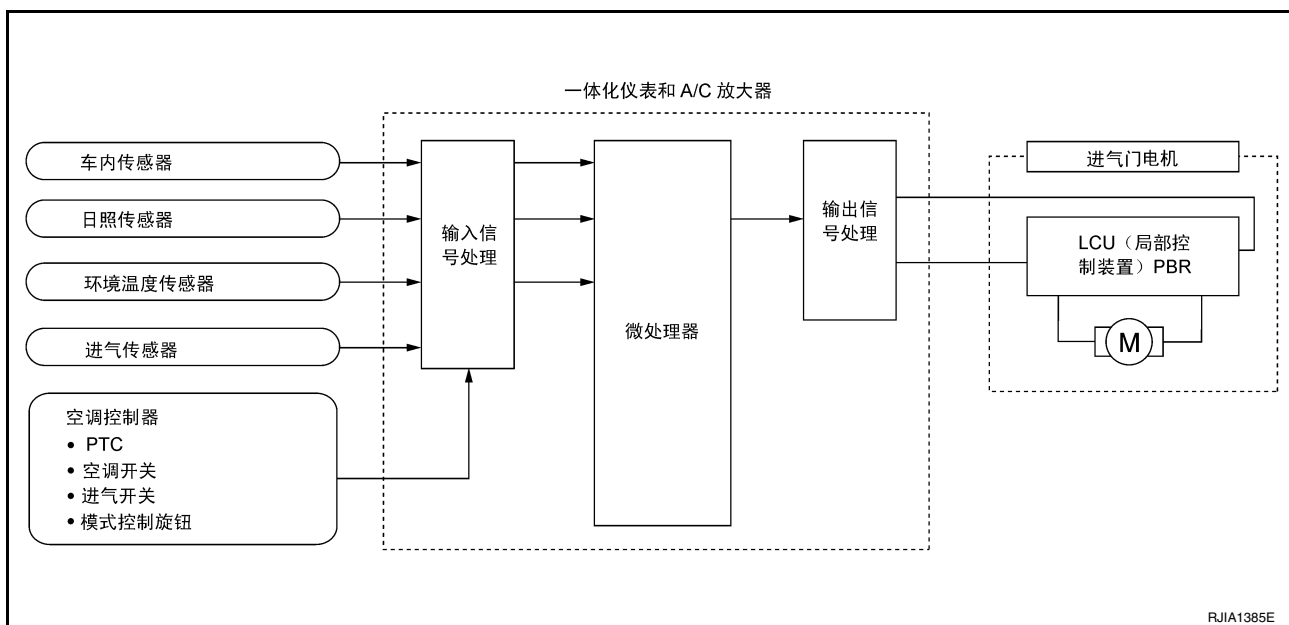 一体化仪表和 A/C 放大器
车内传感器
日照传感器
环境温度传感器
进气传感器
空调控制器
• PTC
• 空调开关
• 进气开关
• 模式控制旋钮
输入信
号处理
微处理器
输出信
号处理
进气门电机
LCU（局部控
制装置）PBR
M
RJIA1385E